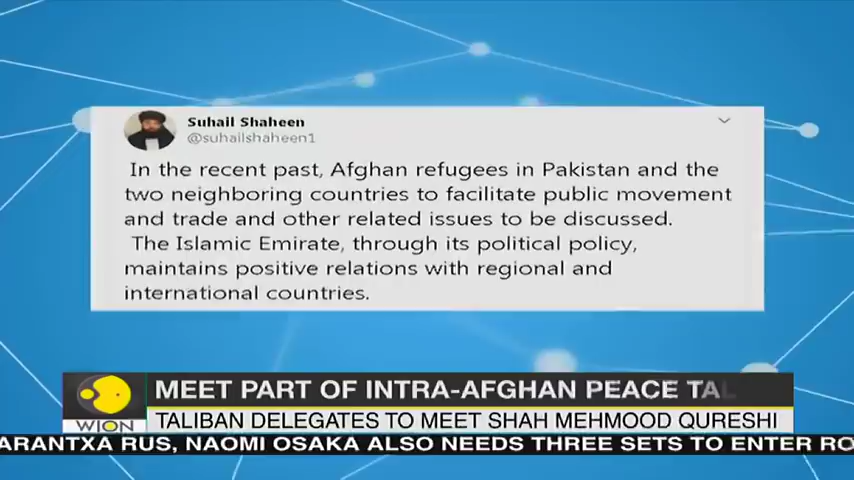 Suhail Shaheen
@suhailshaheen1
In the recent past, Afghan refugees in Pakistan and the
two neighboring countries to facilitate public movement
and trade and other related issues to be discussed.
The Islamic Emirate, through its political policy,
maintains positive relations with regional and
international countries.
MEET PART OF INTRA-AFGHAN PEACE TAL
WION
TALIBAN DELEGATES TO MEET SHAH MEHMOOD QURESHI
ARANTXA RUS, NAOMI OSAKA ALSO NEEDS THREE SETS TO ENTER RO